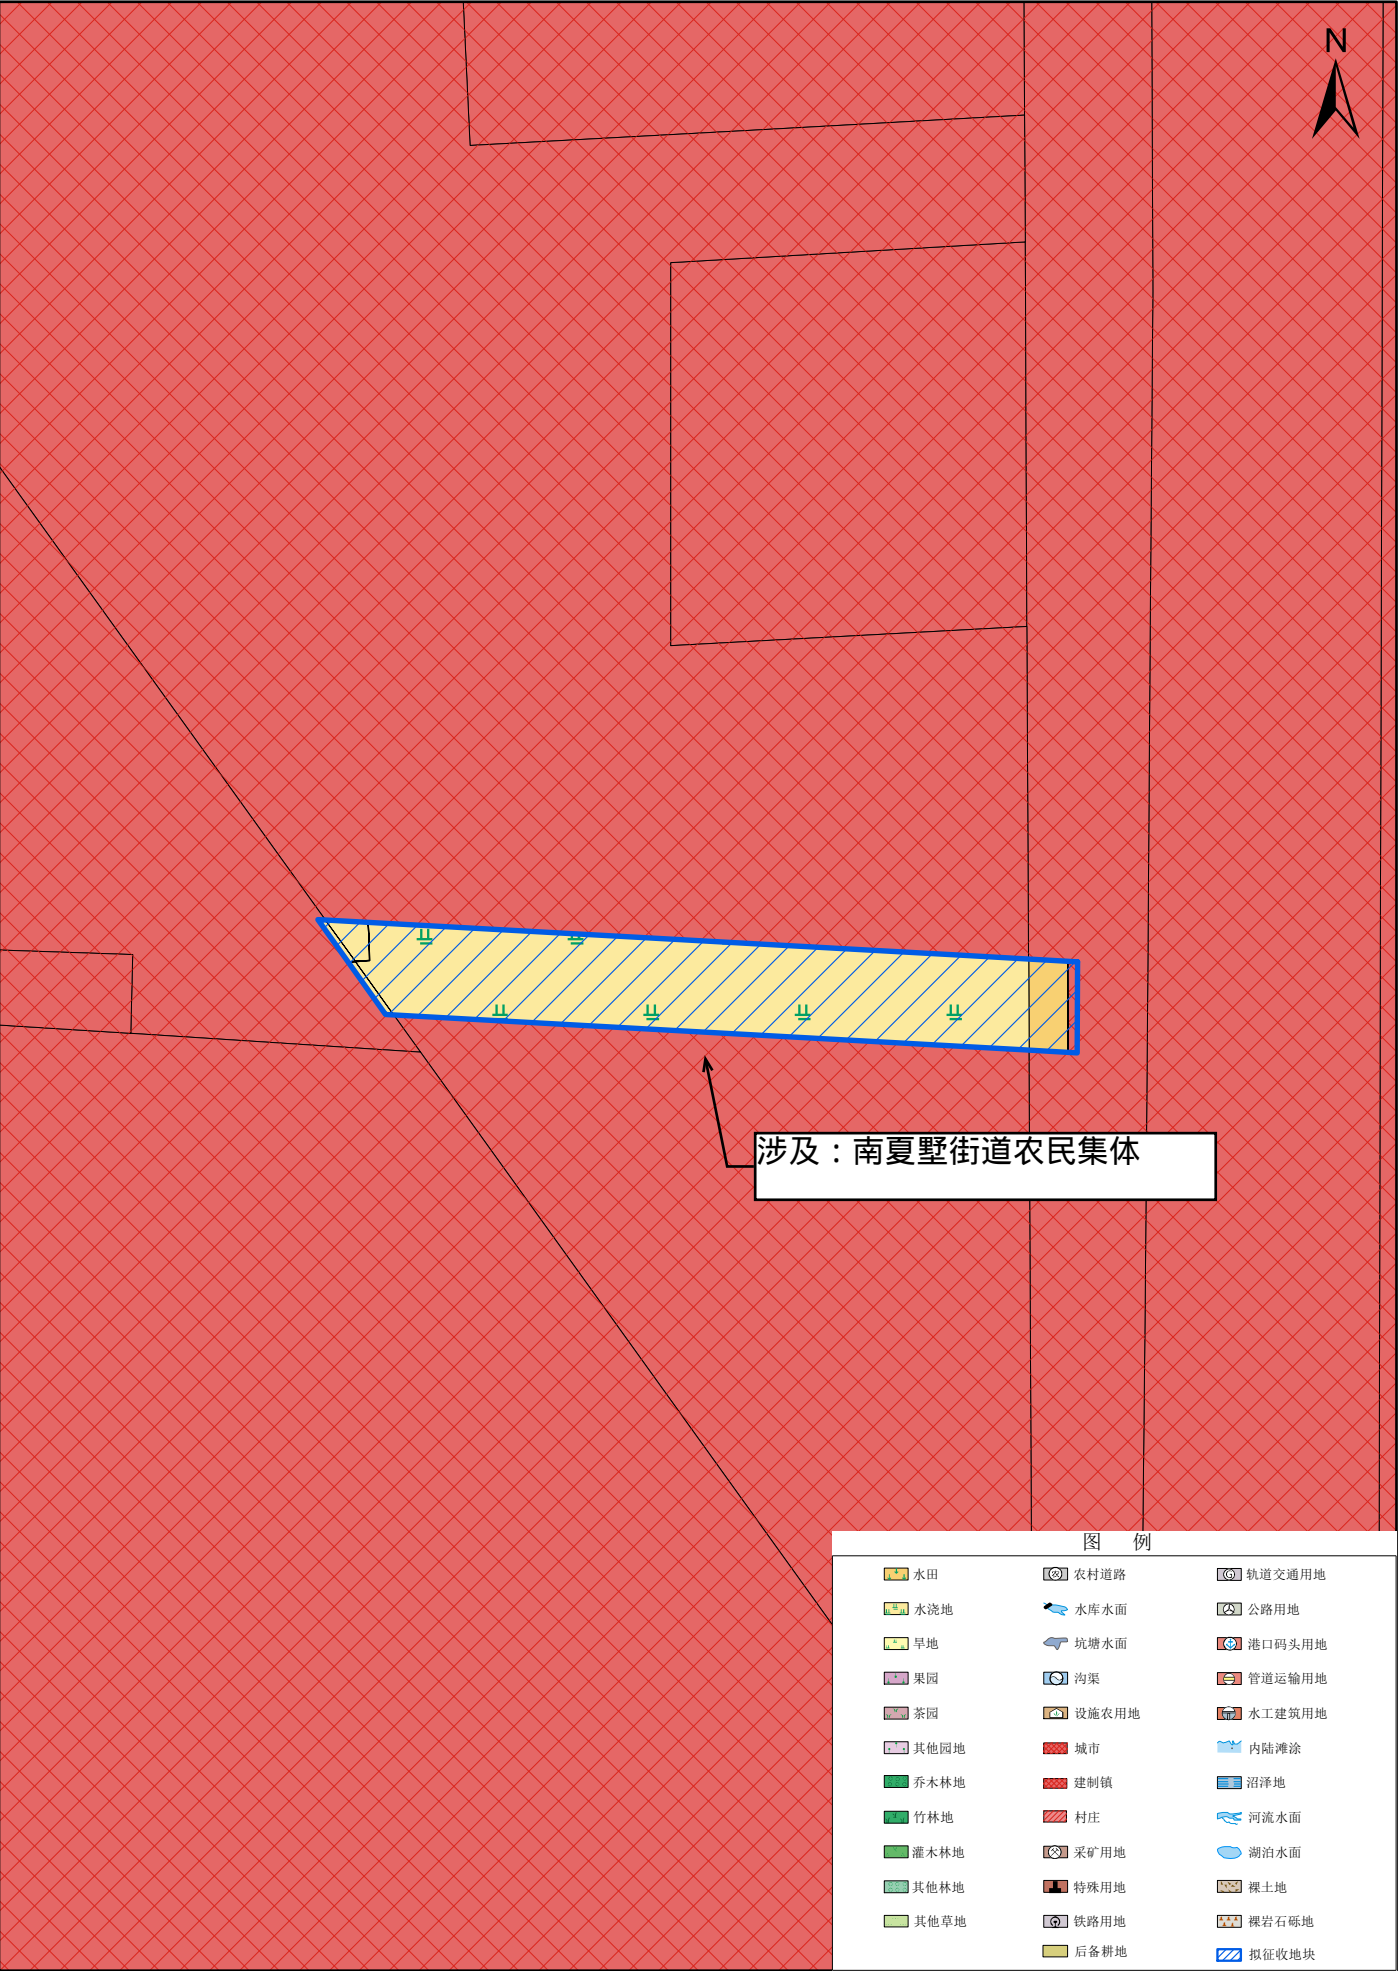 N
涉及：南夏墅街道农民集体
图 例
水田
农村道路
轨道交通用地
水浇地
水库水面
公路用地
旱地
坑塘水面
港口码头用地
果园
沟渠
管道运输用地
茶园
设施农用地
水工建筑用地
其他园地
城市
内陆滩涂
乔木林地
建制镇
沼泽地
竹林地
村庄
河流水面
灌木林地
采矿用地
湖泊水面
其他林地
特殊用地
裸土地
其他草地
铁路用地
裸岩石砾地
后备耕地
拟征收地块